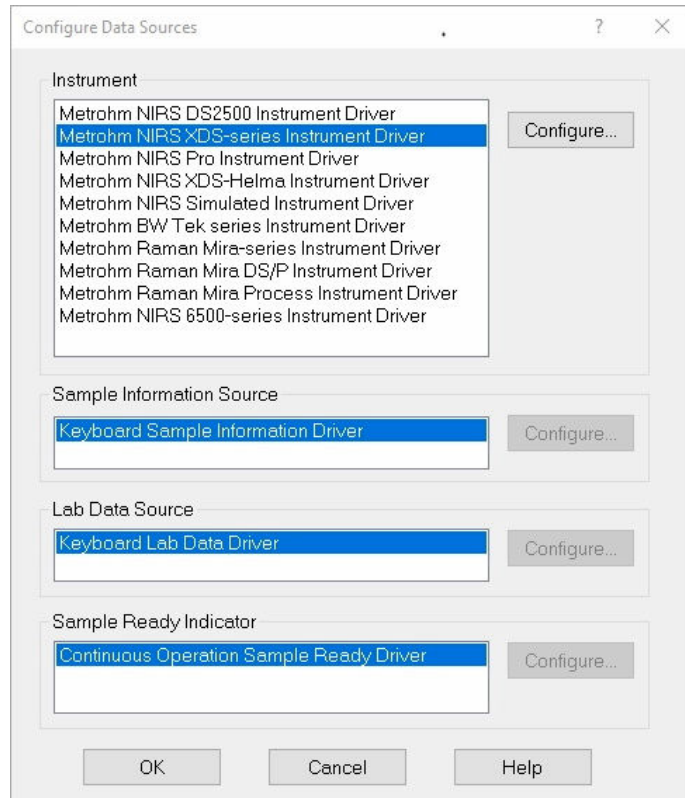 Configure Data Sources
?
Instrument
Metrohm NIRS DS2500 Instrument Driver
Metrohm NIRS XDS-series Instrument Driver
Metrohm NIRS Pro Instrument Driver
Metrohm NIRS XDS-Helma Instrument Driver
Metrohm NIRS Simulated Instrument Driver
Metrohm BW Tek series Instrument Driver
Metrohm Raman Mira-series Instrument Driver
Metrohm Raman Mira DS/P Instrument Driver
Metrohm Raman Mira Process Instrument Driver
Metrohm NIRS 6500-series Instrument Driver
Configure...
Sample Information Source
Keyboard Sample Information Driver
Configure...
Lab Data Source
Keyboard Lab Data Driver
Configure...
Sample Ready Indicator
Continuous Operation Sample Ready Driver
Configure...
OK Cancel Help